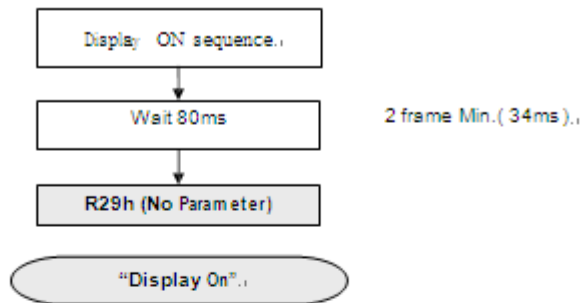 Display ON sequence.
Wait 80ms
2 frame Min.( 34ms).
R29h (No Parameter)
“Display On”.